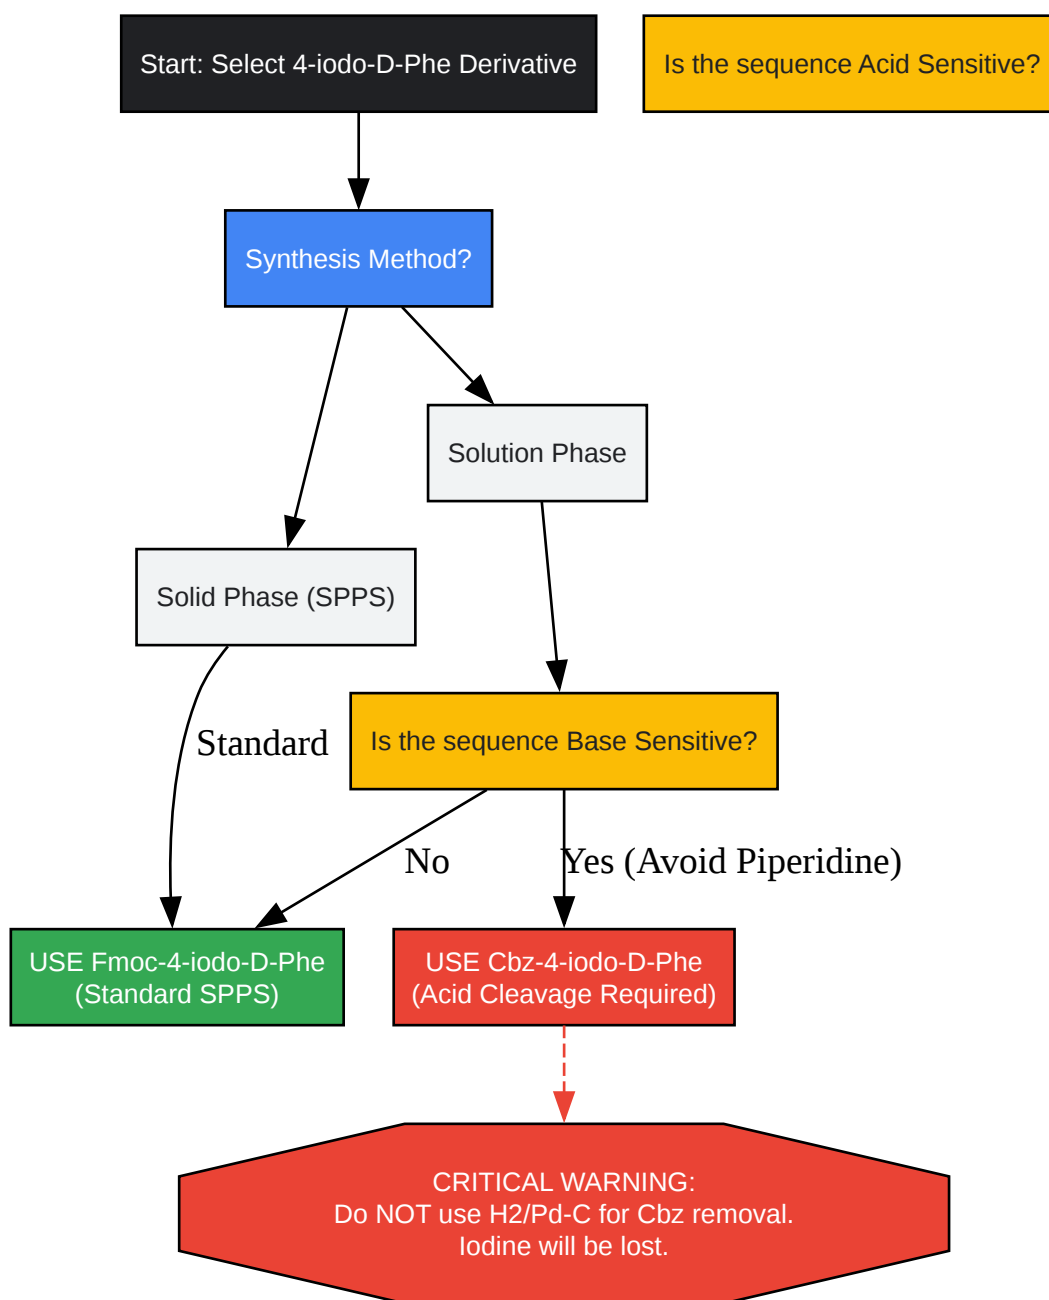 Start: Select 4-iodo-D-Phe Derivative
Is the sequence Acid Sensitive?
Synthesis Method?
Solution Phase
Solid Phase (SPPS)
Standard
Is the sequence Base Sensitive?
No
Yes (Avoid Piperidine)
USE Fmoc-4-iodo-D-Phe
(Standard SPPS)
USE Cbz-4-iodo-D-Phe
(Acid Cleavage Required)
CRITICAL WARNING:
Do NOT use H2/Pd-C for Cbz removal.
Iodine will be lost.